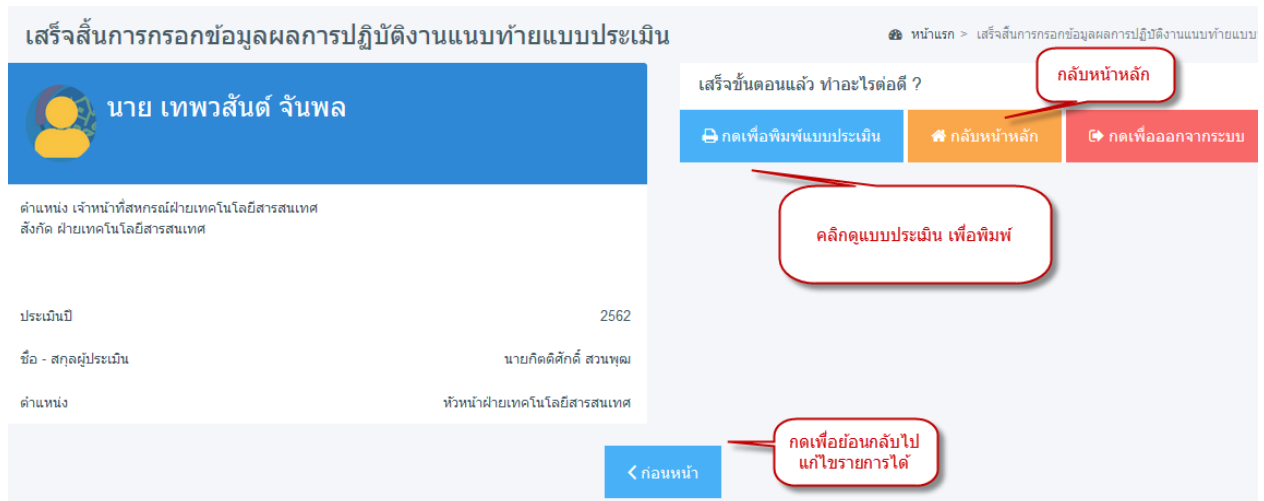 เสร็จสิ้นการกรอกข้อมูลผลการปฏิบัติงานแนบท้ายแบบประเมิน
หน้าแรก > เสร็จสิ้นการกรอกข้อมูลผลการปฏิบัติงานแนบท้ายแบบ
นาย เทพวสันต์ จันพล
เสร็จขั้นตอนแล้ว ทำอะไรต่อดี ?
กลับหน้าหลัก
กดเพื่อพิมพ์แบบประเมิน
กลับหน้าหลัก
กดเพื่อออกจากระบบ
ตำแหน่ง เจ้าหน้าที่สหกรณ์ฝ่ายเทคโนโลยีสารสนเทศ
สังกัด ฝ่ายเทคโนโลยีสารสนเทศ
คลิกดูแบบประเมิน เพื่อพิมพ์
ประเมินปี 2562
ชื่อ - สกุลผู้ประเมิน นายกิตติศักดิ์ สวนพุฒ
ตำแหน่ง หัวหน้าฝ่ายเทคโนโลยีสารสนเทศ
กดเพื่อย้อนกลับไป
แก้ไขรายการได้
ก่อนหน้า